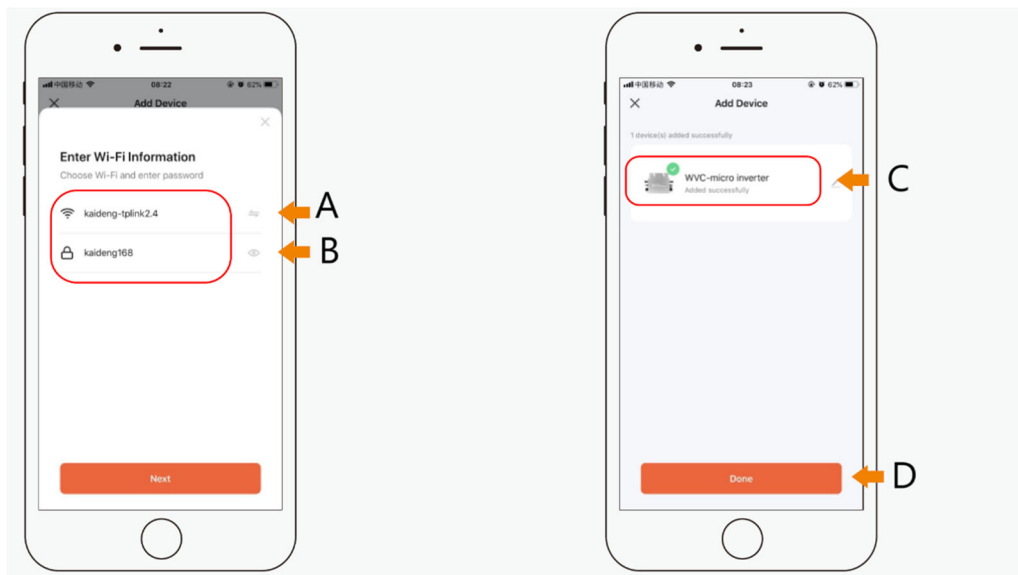 中国移动 08:22 62%
Add Device
Enter Wi-Fi Information
Choose Wi-Fi and enter password
kaideng-tplink2.4
A
kaideng168
B
Next
中国移动 08:23 62%
Add Device
1 device(s) added successfully
WVC-micro inverter
Added successfully
C
Done
D